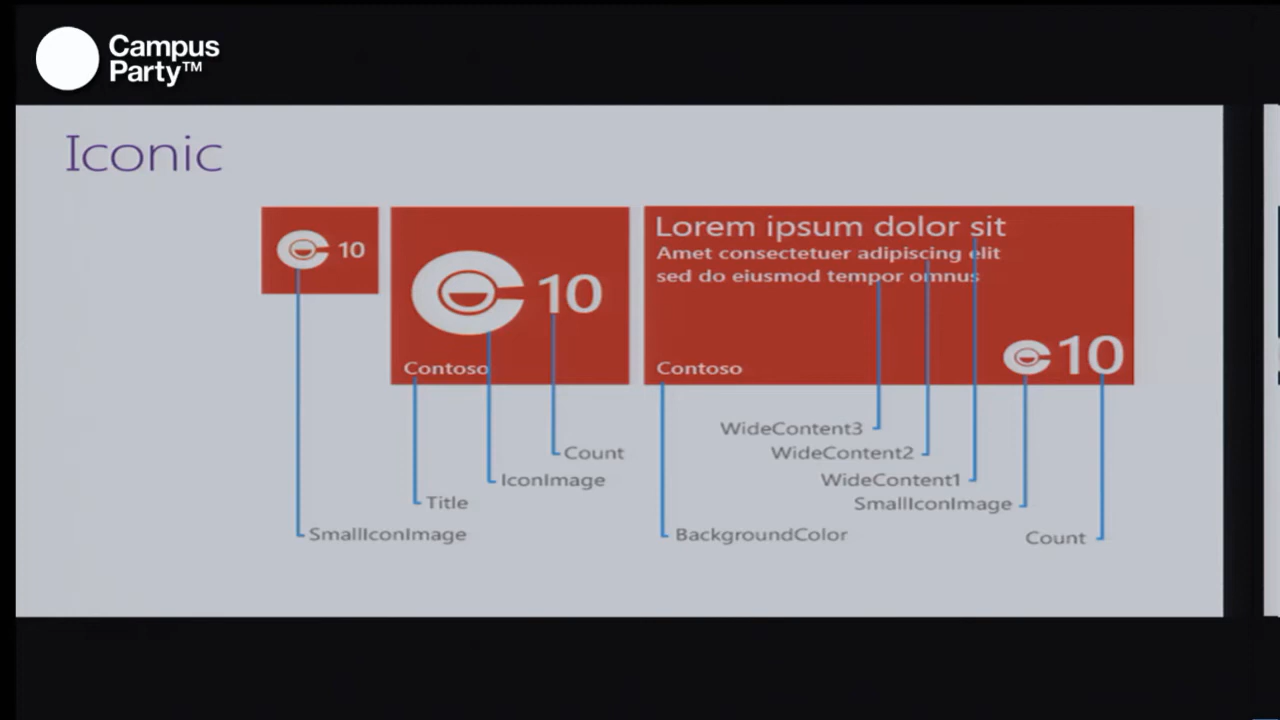 Campus
Party™
Iconic
10
10
Contoso
Lorem ipsum dolor sit
Amet consectetuer adipiscing elit
sed do eiusmod tempor omnus
Contoso
10
WideContent3
Count
WideContent2
IconImage
WideContent1
Title
SmallIconImage
SmallIconImage
BackgroundColor
Count